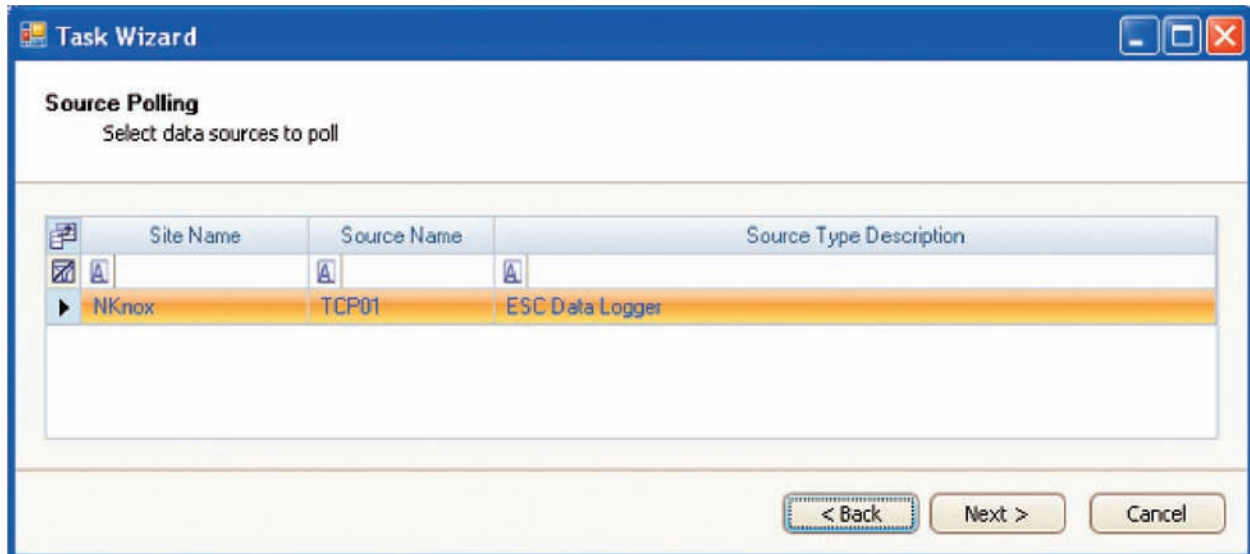 Task Wizard
Source Polling
Select data sources to poll
Site Name Source Name Source Type Description
A A A
NKnox TCP01 ESC Data Logger
< Back Next > Cancel